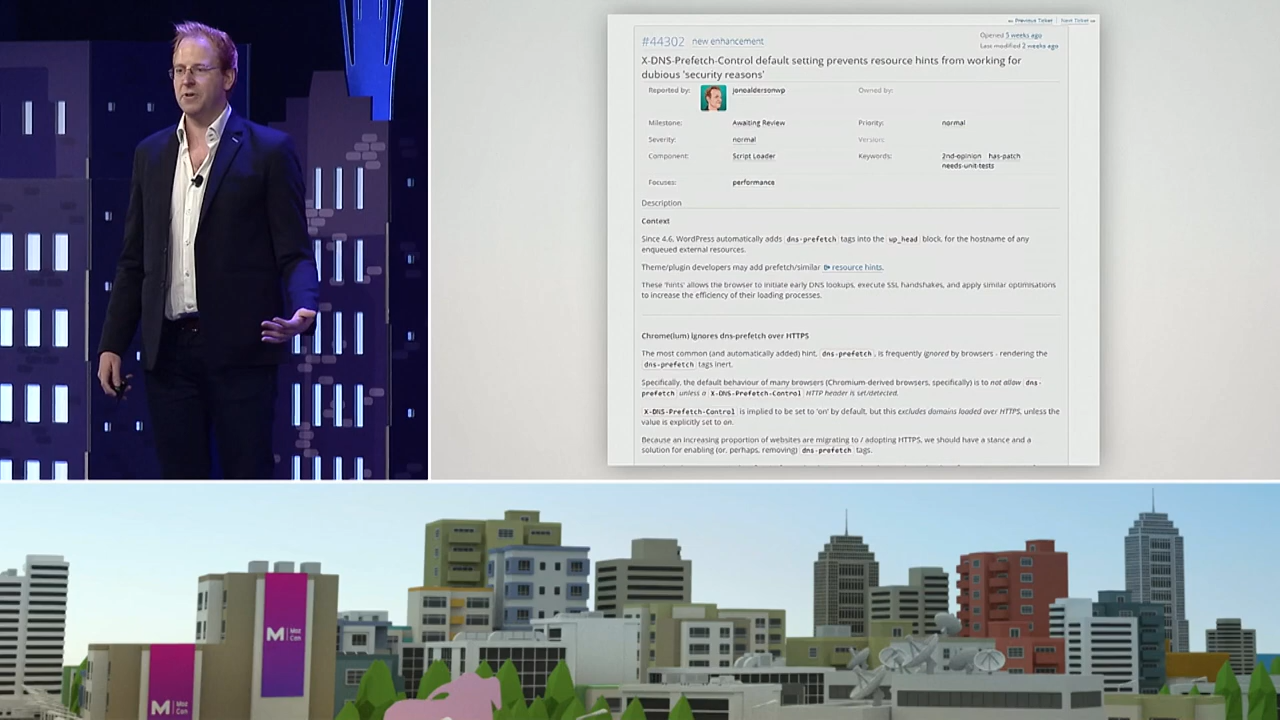 «« Previous Ticket | Next Ticket »»
#44302 new enhancement
Opened 5 weeks ago
Last modified 2 weeks ago
X-DNS-Prefetch-Control default setting prevents resource hints from working for
dubious 'security reasons'
Reported by: jonoaldersonwp Owned by:
Milestone: Awaiting Review Priority: normal
Severity: normal Version:
Component: Script Loader Keywords: 2nd-opinion has-patch
needs-unit-tests
Focuses: performance
Description
Context
Since 4.6, WordPress automatically adds dns-prefetch tags into the wp_head block, for the hostname of any
enqueued external resources.
Theme/plugin developers may add prefetch/similar resource hints.
These 'hints' allows the browser to initiate early DNS lookups, execute SSL handshakes, and apply similar optimisations
to increase the efficiency of their loading processes.
Chrome(ium) ignores dns-prefetch over HTTPS
The most common (and automatically added) hint, dns-prefetch, is frequently ignored by browsers - rendering the
dns-prefetch tags inert.
Specifically, the default behaviour of many browsers (Chromium-derived browsers, specifically) is to not allow dns-
prefetch unless a X-DNS-Prefetch-Control HTTP header is set/detected.
X-DNS-Prefetch-Control is implied to be set to 'on' by default, but this excludes domains loaded over HTTPS, unless the
value is explicitly set to on.
Because an increasing proportion of websites are migrating to / adopting HTTPS, we should have a stance and a
solution for enabling (or, perhaps, removing) dns-prefetch tags.
M Moz
Con
M Moz
Con